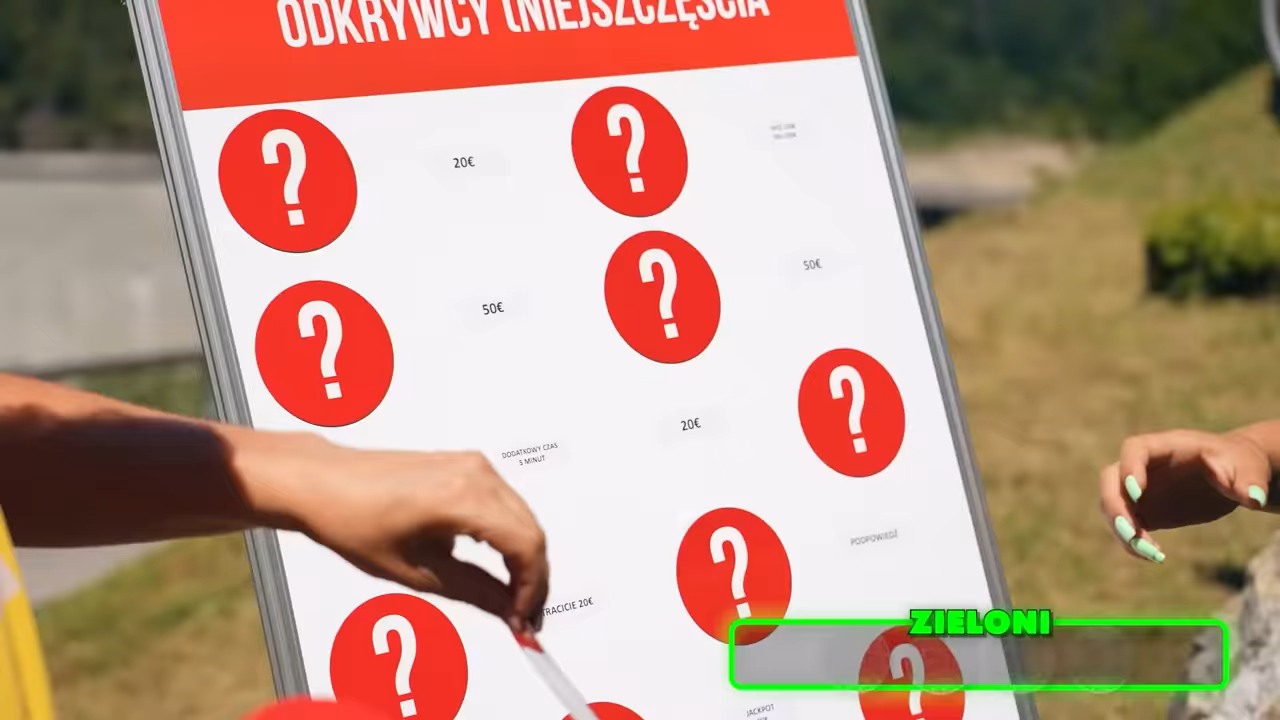 ODKRYWCY (NIE)SZCZĘŚCIA
?
20€
?
?
50€
?
50€
DODATKOWY CZAS
5 MINUT
20€
?
TRACICIE 20€
?
PODPOWIEDŹ
?
ZIELONI
?
JACKPOT